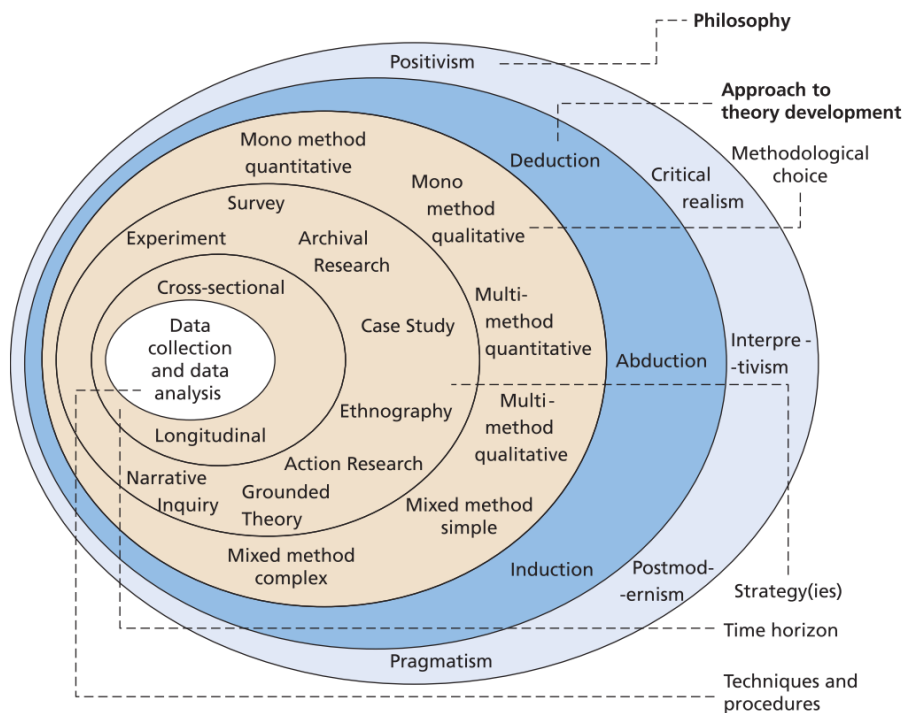 Philosophy
Positivism
Approach to
theory development
Mono method
quantitative
Deduction
Methodological
choice
Critical
realism
Mono
method
qualitative
Survey
Experiment
Archival
Research
Cross-sectional
Multi-
method
quantitative
Data
collection
and data
analysis
Case Study
Abduction
Interpre -
-tivism
Ethnography
Multi-
method
qualitative
Longitudinal
Action Research
Narrative
Inquiry
Grounded
Theory
Mixed method
simple
Mixed method
complex
Induction
Postmod-
-ernism
Strategy(ies)
Time horizon
Pragmatism
Techniques and
procedures